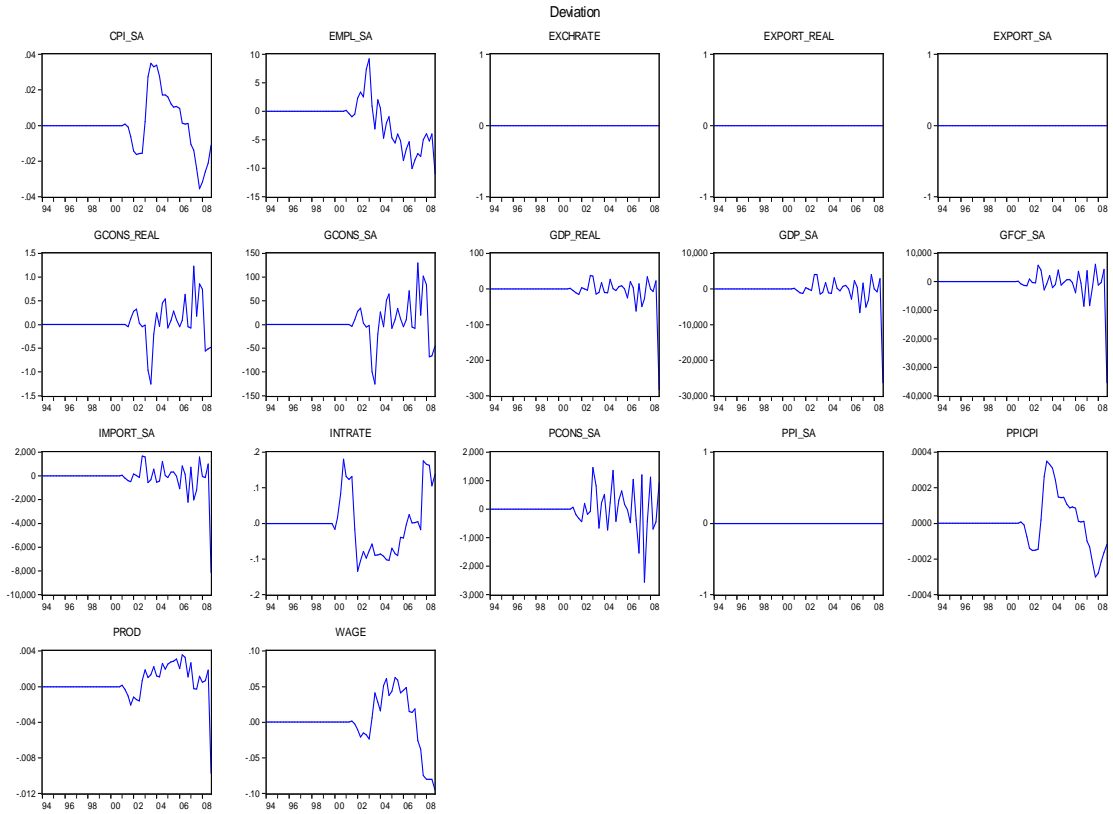 Deviation
CPI_SA
.04
.02
.00
-.02
-.04
94 96 98 00 02 04 06 08
EMPL_SA
10
5
0
-5
-10
-15
94 96 98 00 02 04 06 08
EXCHRATE
1
0
-1
94 96 98 00 02 04 06 08
EXPORT_REAL
1
0
-1
94 96 98 00 02 04 06 08
EXPORT_SA
1
0
-1
94 96 98 00 02 04 06 08
GCONS_REAL
1.5
1.0
0.5
0.0
-0.5
-1.0
-1.5
94 96 98 00 02 04 06 08
GCONS_SA
150
100
50
0
-50
-100
-150
94 96 98 00 02 04 06 08
GDP_REAL
100
0
-100
-200
-300
94 96 98 00 02 04 06 08
GDP_SA
10,000
0
-10,000
-20,000
-30,000
94 96 98 00 02 04 06 08
GFCF_SA
10,000
0
-10,000
-20,000
-30,000
-40,000
94 96 98 00 02 04 06 08
IMPORT_SA
2,000
0
-2,000
-4,000
-6,000
-8,000
-10,000
94 96 98 00 02 04 06 08
INTRATE
.2
.1
.0
-.1
-.2
94 96 98 00 02 04 06 08
PCONS_SA
2,000
1,000
0
-1,000
-2,000
-3,000
94 96 98 00 02 04 06 08
PPI_SA
1
0
-1
94 96 98 00 02 04 06 08
PPICPI
.0004
.0002
.0000
-.0002
-.0004
94 96 98 00 02 04 06 08
PROD
.004
.000
-.004
-.008
-.012
94 96 98 00 02 04 06 08
WAGE
.10
.05
.00
-.05
-.10
94 96 98 00 02 04 06 08